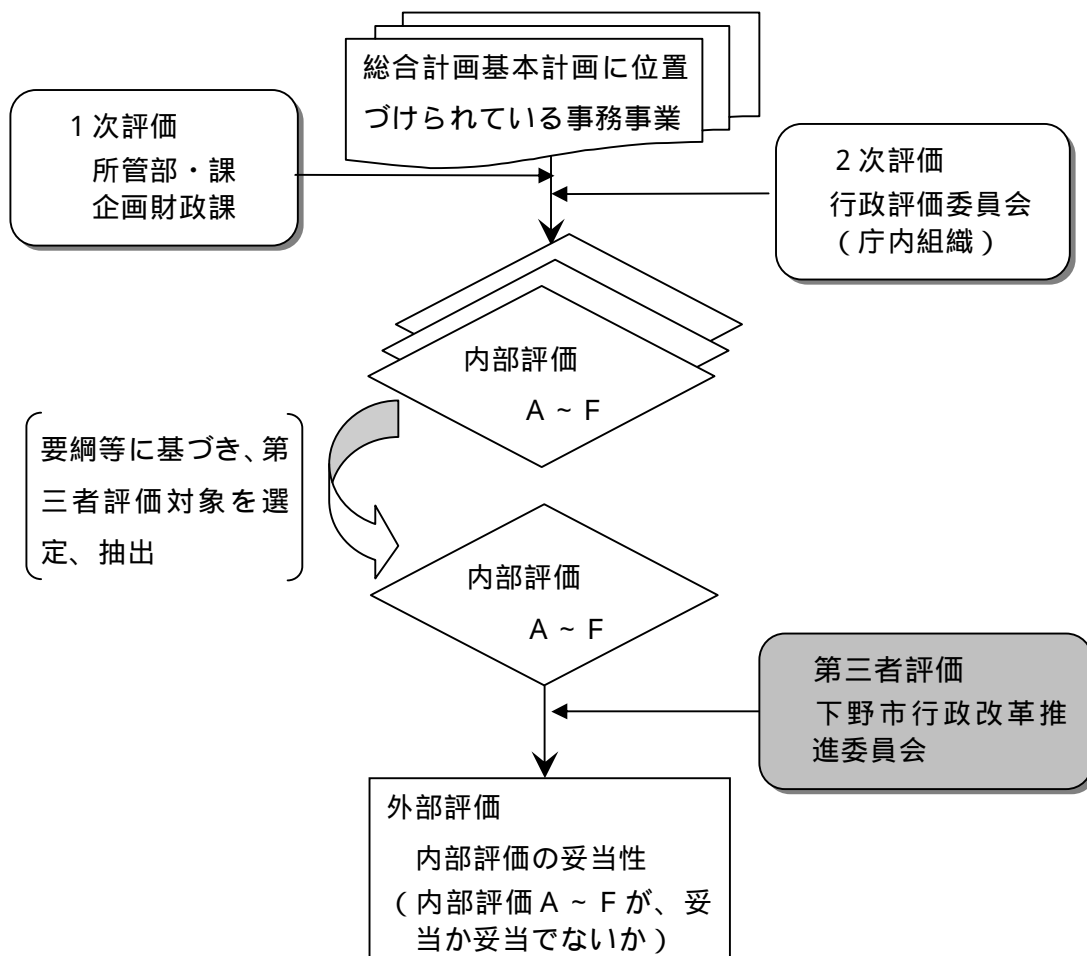 総合計画基本計画に位置
づけられている事務事業
１次評価
所管部・課
企画財政課
２次評価
行政評価委員会
（庁内組織）
内部評価
Ａ～Ｆ
要綱等に基づき、第
三者評価対象を選
定、抽出
内部評価
Ａ～Ｆ
第三者評価
下野市行政改革推
進委員会
外部評価
内部評価の妥当性
（内部評価Ａ～Ｆが、妥
当か妥当でないか）